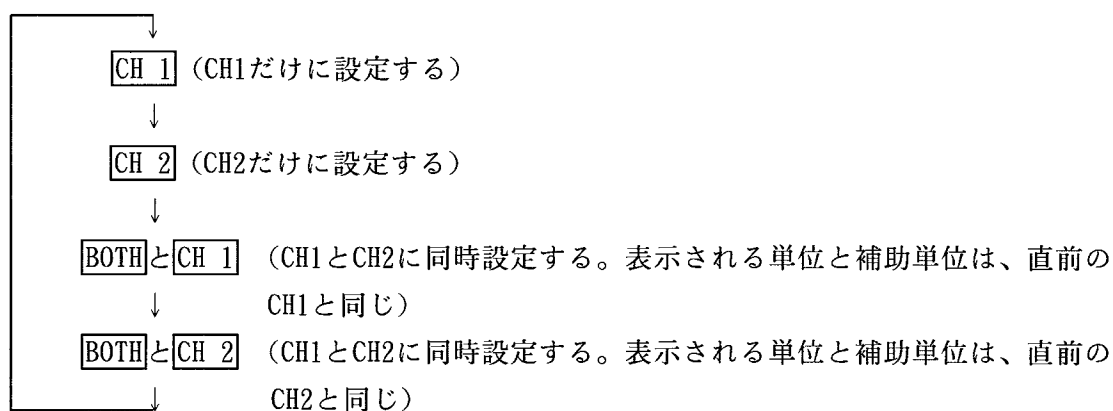 ↓
CH 1 (CH1だけに設定する)
↓
CH 2 (CH2だけに設定する)
↓
BOTHとCH 1 (CH1とCH2に同時設定する。表示される単位と補助単位は、直前の
↓ CH1と同じ)
BOTHとCH 2 (CH1とCH2に同時設定する。表示される単位と補助単位は、直前の
↓ CH2と同じ)